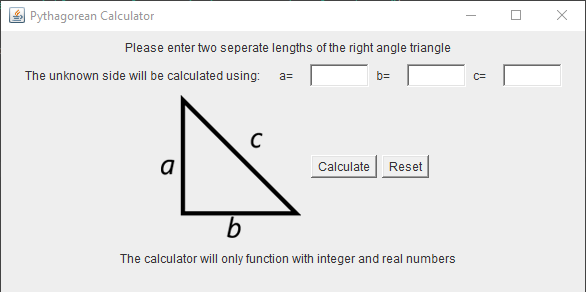 Pythagorean Calculator
Please enter two seperate lengths of the right angle triangle
The unknown side will be calculated using: a= b= c=
c
a
Calculate Reset
b
The calculator will only function with integer and real numbers